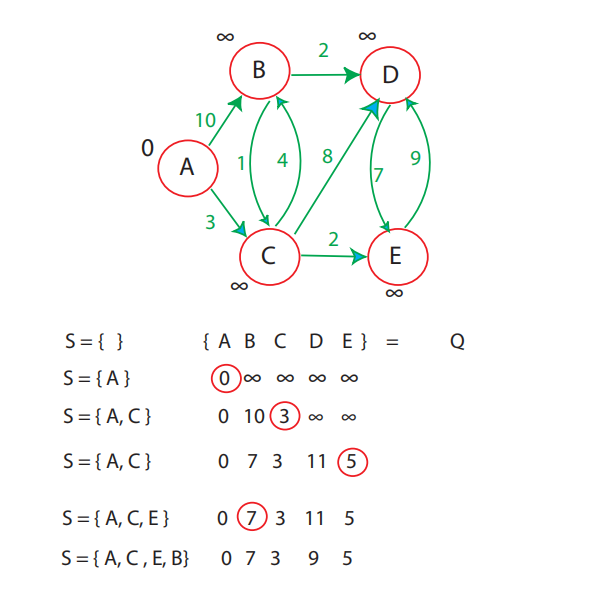 ∞ ∞
2
B D
10
0
A 1 4 8 7 9
3
2
C E
∞ ∞
S = { } { A B C D E } = Q
S = { A } 0 ∞ ∞ ∞ ∞
S = { A, C } 0 10 3 ∞ ∞
S = { A, C } 0 7 3 11 5
S = { A, C, E } 0 7 3 11 5
S = { A, C , E, B} 0 7 3 9 5